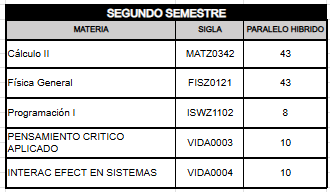 SEGUNDO SEMESTRE
MATERIA SIGLA PARALELO HIBRIDO
Cálculo II MATZ0342 43
Física General FISZ0121 43
Programación I ISWZ1102 8
PENSAMIENTO CRITICO
APLICADO VIDA0003 10
INTERAC EFECT EN SISTEMAS VIDA0004 10